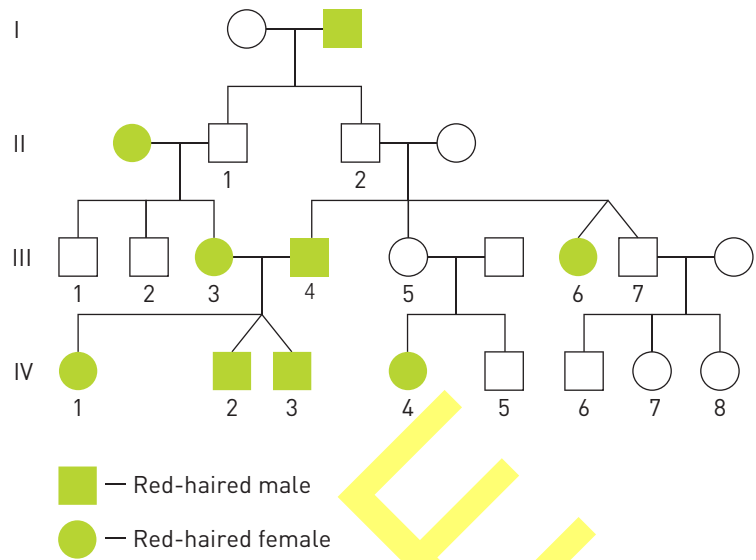 I
II
1 2
III
1 2 3 4 5 6 7
IV
1 2 3 4 5 6 7 8
— Red-haired male
— Red-haired female